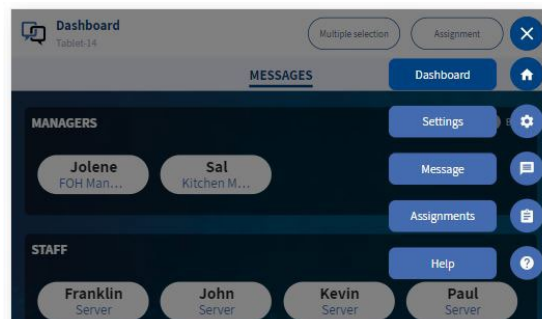 Dashboard
Tablet-14
Multiple selection
Assignment
MESSAGES
Dashboard
MANAGERS
Settings
Jolene
FOH Man...
Sal
Kitchen M...
Message
Assignments
STAFF
Help
Franklin
Server
John
Server
Kevin
Server
Paul
Server